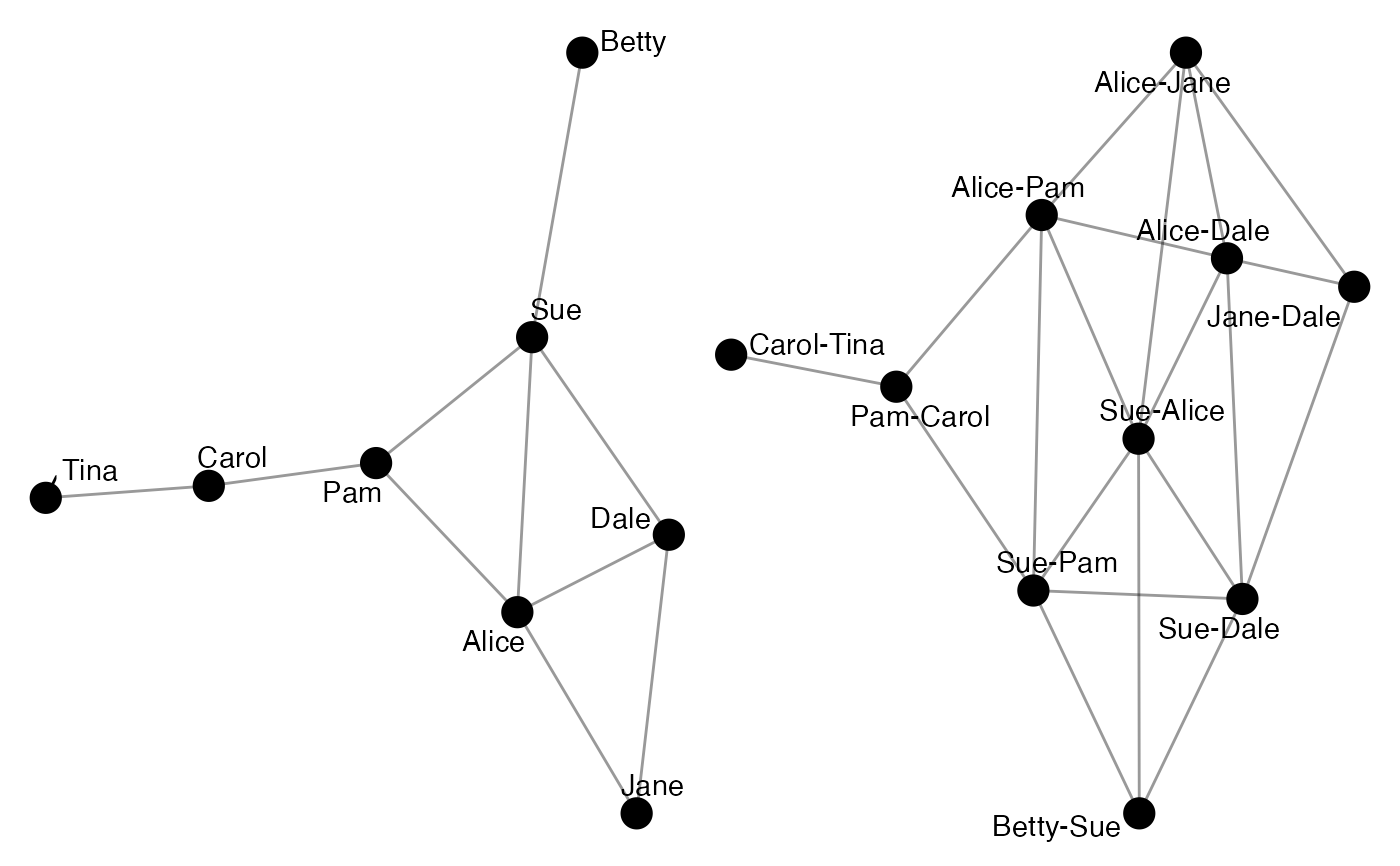 Betty
Sue
Tina
Carol
Pam
Dale
Alice
Jane
Alice-Jane
Alice-Pam
Alice-Dale
Jane-Dale
Carol-Tina
Pam-Carol
Sue-Alice
Sue-Pam
Sue-Dale
Betty-Sue